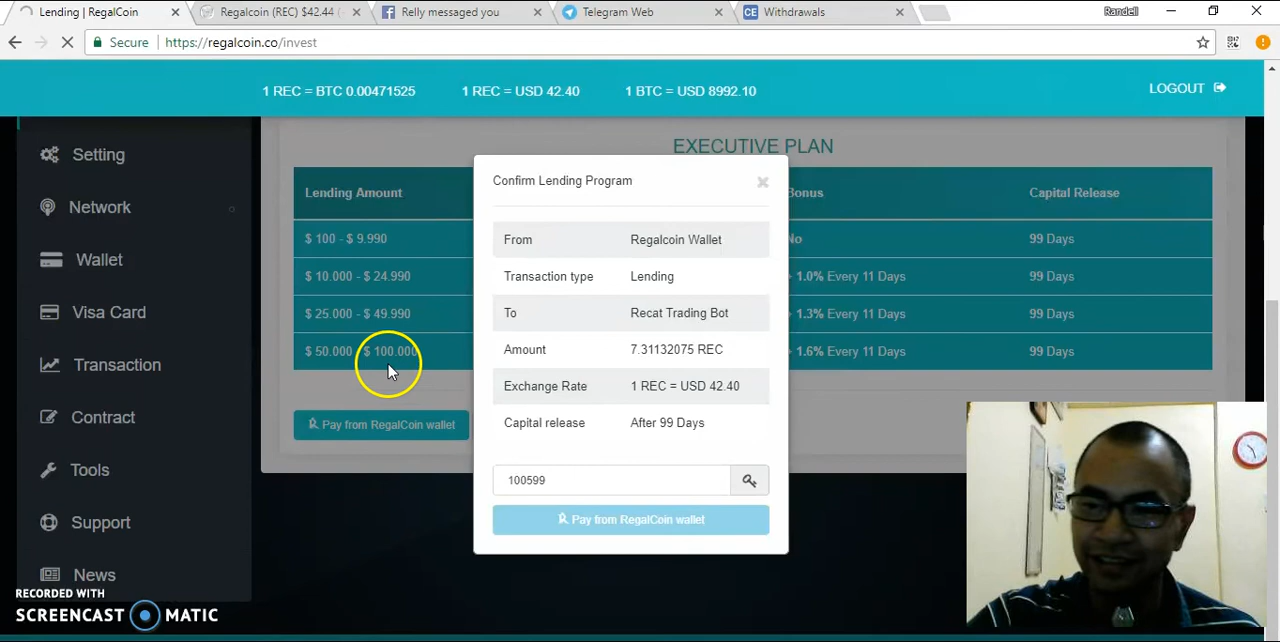 Lending | RegalCoin
Regalcoin (REC) $42.44 (
Relly messaged you
Telegram Web
Withdrawals
Randell
Secure
https://regalcoin.co/invest
1 REC = BTC 0.00471525
1 REC = USD 42.40
1 BTC = USD 8992.10
LOGOUT
Setting
Network
Wallet
Visa Card
Transaction
Contract
Tools
Support
News
EXECUTIVE PLAN
Lending Amount
Bonus
Capital Release
$ 100 - $ 9.990
No
99 Days
$ 10.000 - $ 24.990
+ 1.0% Every 11 Days
99 Days
$ 25.000 - $ 49.990
+ 1.3% Every 11 Days
99 Days
$ 50.000 - $ 100.000
+ 1.6% Every 11 Days
99 Days
Pay from RegalCoin wallet
Confirm Lending Program
From
Regalcoin Wallet
Transaction type
Lending
To
Recat Trading Bot
Amount
7.31132075 REC
Exchange Rate
1 REC = USD 42.40
Capital release
After 99 Days
100599
Pay from RegalCoin wallet
RECORDED WITH
SCREENCAST MATIC